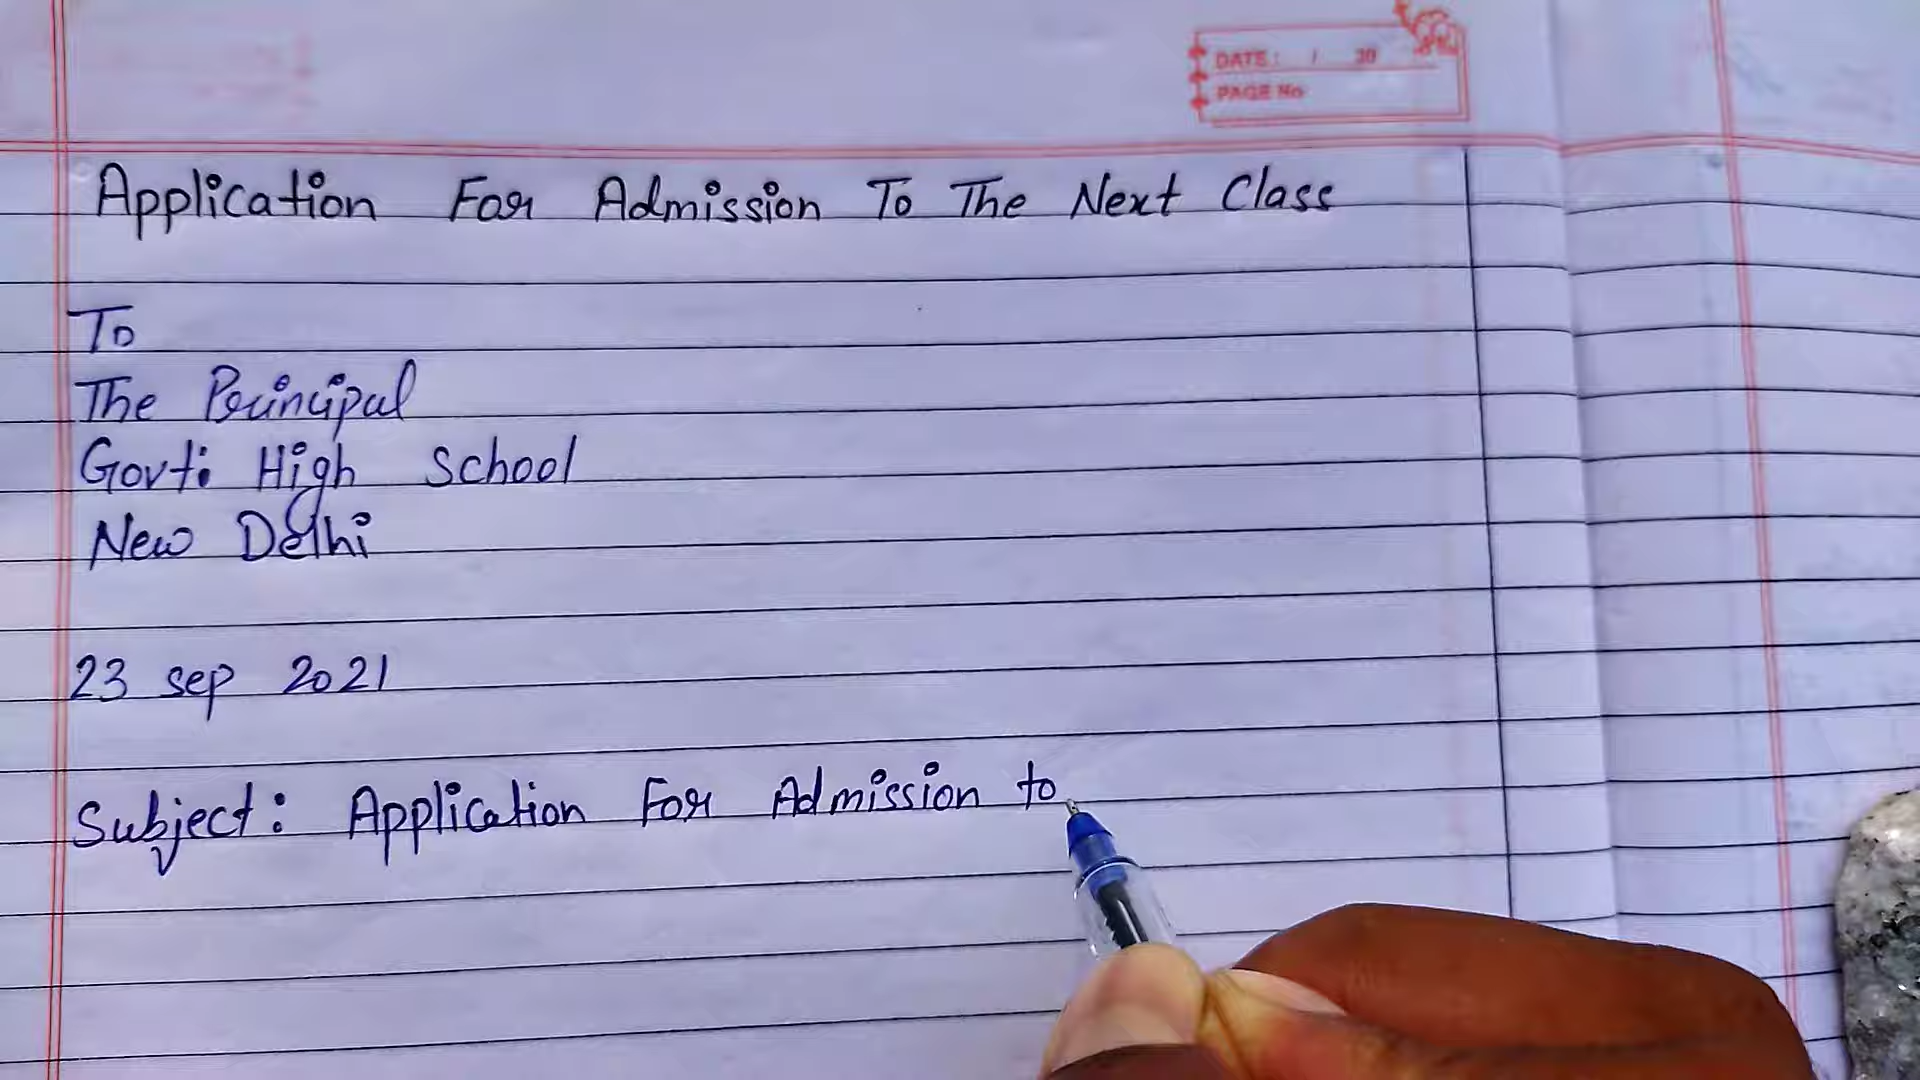 DATE: / 20
PAGE No
Application For Admission To The Next Class
To
The Principal
Govt: High School
New Delhi
23 sep 2021
Subject: Application For Admission to